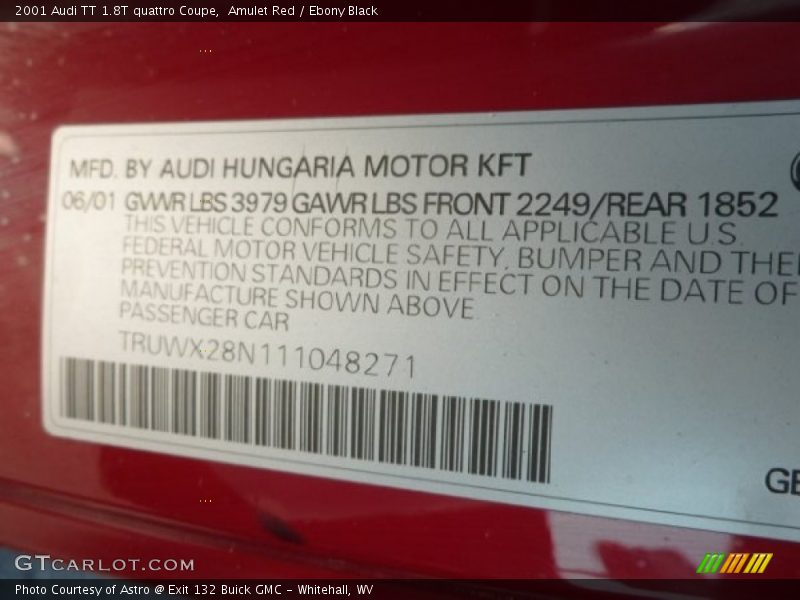 2001 Audi TT 1.8T quattro Coupe,  Amulet Red / Ebony Black
MFD. BY AUDI HUNGARIA MOTOR KFT
06/01 GVWR LBS 3979 GAWR LBS FRONT 2249/REAR 1852
THIS VEHICLE CONFORMS TO ALL APPLICABLE U.S.
FEDERAL MOTOR VEHICLE SAFETY, BUMPER AND
PREVENTION STANDARDS IN EFFECT ON THE DATE OF
MANUFACTURE SHOWN ABOVE
PASSENGER CAR
TRUWX28N111048271
GTCARLOT.COM
Photo Courtesy of Astro @ Exit 132 Buick GMC - Whitehall, WV